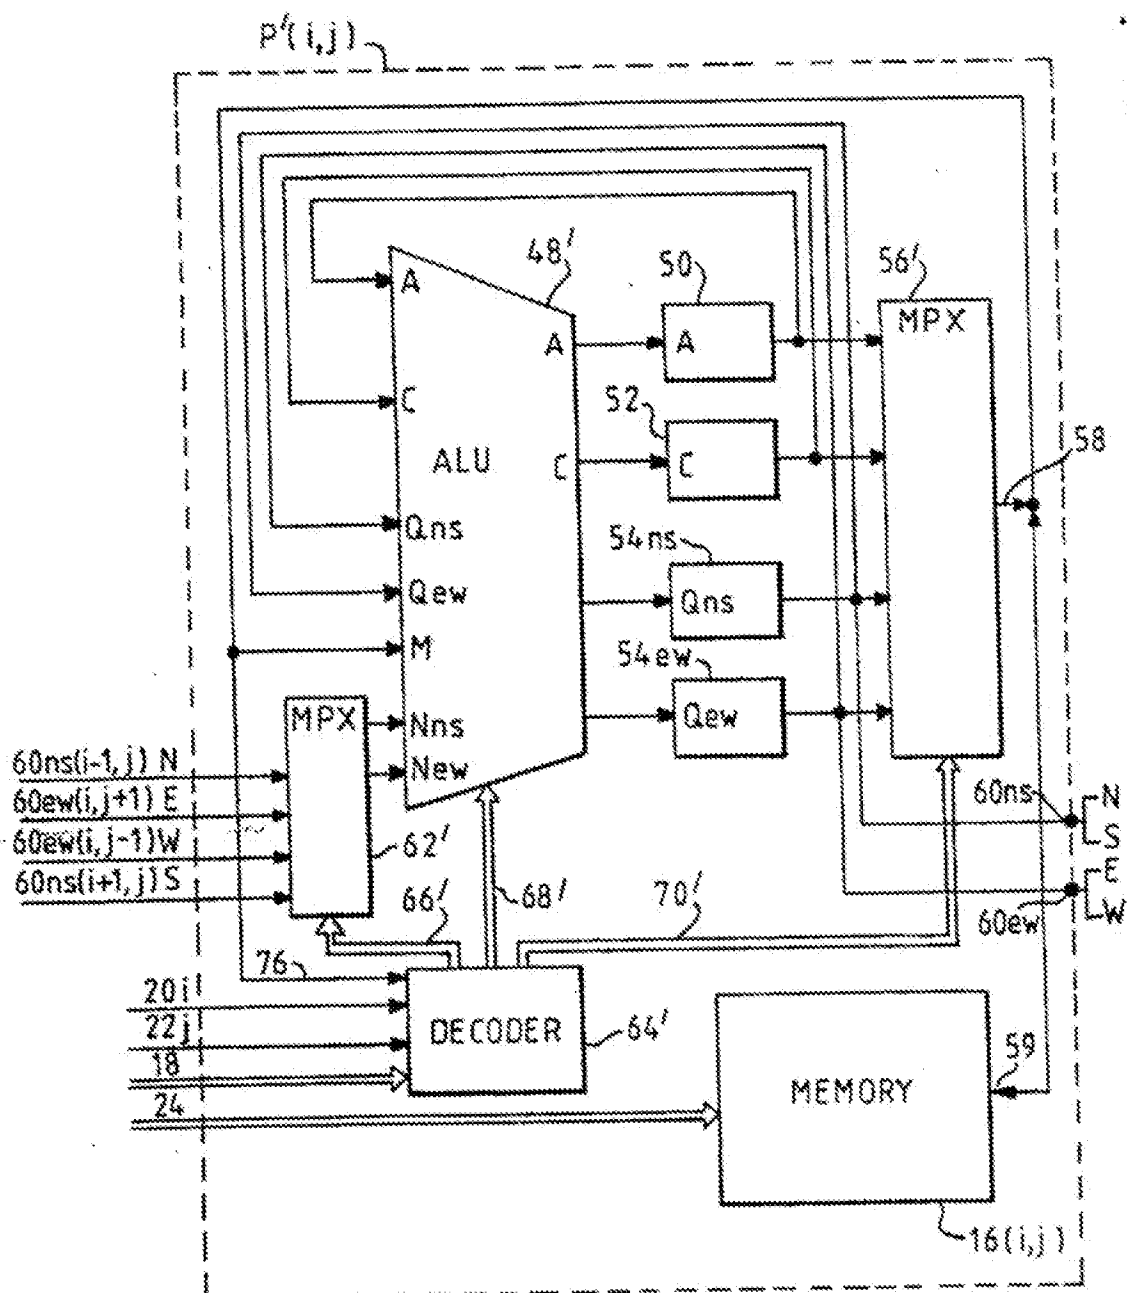 P'(i,j)
48'
50
56'
A
A
A
MPX
C
52
C
C
ALU
58
Qns
54ns
Qns
Qew
54ew
Qew
M
MPX
Nns
New
60ns(i-1,j) N
60ew(i,j+1) E
60ew(i,j-1) W
60ns(i+1,j) S
62'
60ns
N
S
E
W
60ew
66'
68'
70'
76
20i
22j
18
24
DECODER
64'
59
MEMORY
16(i,j)